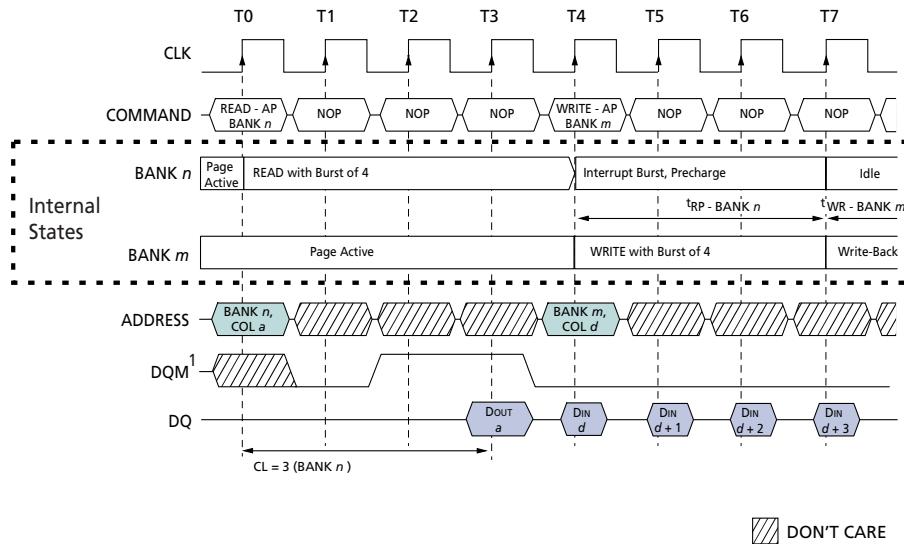 T0 T1 T2 T3 T4 T5 T6 T7
CLK
COMMAND
READ - AP
BANK n
NOP NOP NOP
WRITE - AP
BANK m
NOP NOP NOP
Internal
States
BANK n
Page
Active
READ with Burst of 4
Interrupt Burst, Precharge
Idle
tRP - BANK n
tWR - BANK m
BANK m
Page Active
WRITE with Burst of 4
Write-Back
ADDRESS
BANK n,
COL a
BANK m,
COL d
DQM1
DQ
DOUT
a
DIN
d
DIN
d + 1
DIN
d + 2
DIN
d + 3
CL = 3 (BANK n )
DON'T CARE